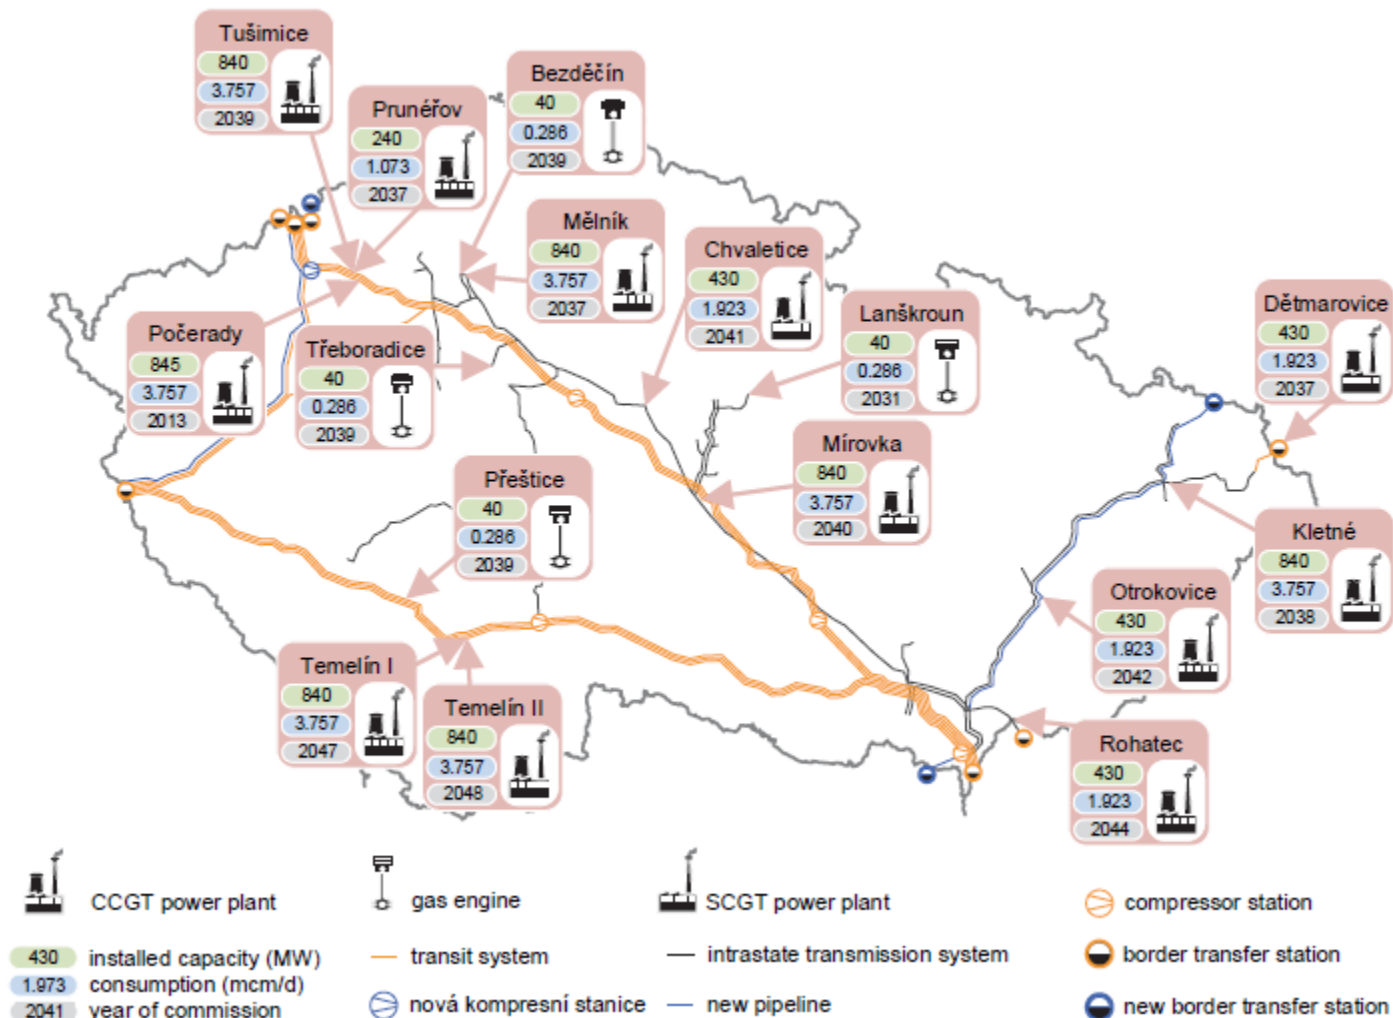 Tušimice
840
3.757
2039
Prunéřov
240
1.073
2037
Bezděčín
40
0.286
2039
Mělník
840
3.757
2037
Chvaletice
430
1.923
2041
Lanškroun
40
0.286
2031
Dětmarovice
430
1.923
2037
Počerady
845
3.757
2013
Třeboradice
40
0.286
2039
Mírovka
840
3.757
2040
Přeštice
40
0.286
2039
Kletné
840
3.757
2038
Otrokovice
430
1.923
2042
Temelín I
840
3.757
2047
Temelín II
840
3.757
2048
Rohatec
430
1.923
2044
CCGT power plant
gas engine
SCGT power plant
compressor station
430 installed capacity (MW)
transit system
intrastate transmission system
border transfer station
1.973 consumption (mcm/d)
2041 year of commission
nová kompresní stanice
new pipeline
new border transfer station